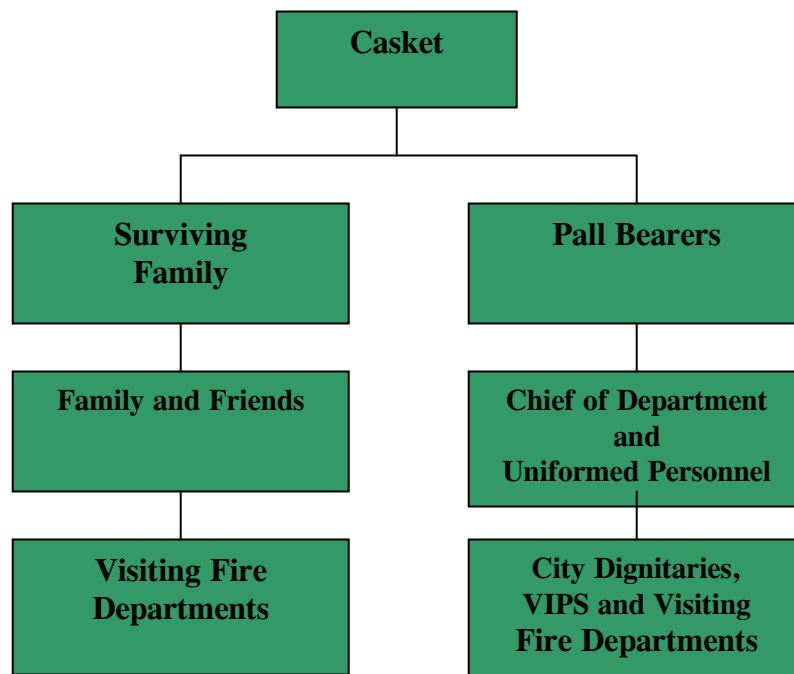 Casket
Surviving
Family
Pall Bearers
Family and Friends
Chief of Department
and
Uniformed Personnel
Visiting Fire
Departments
City Dignitaries,
VIPS and Visiting
Fire Departments